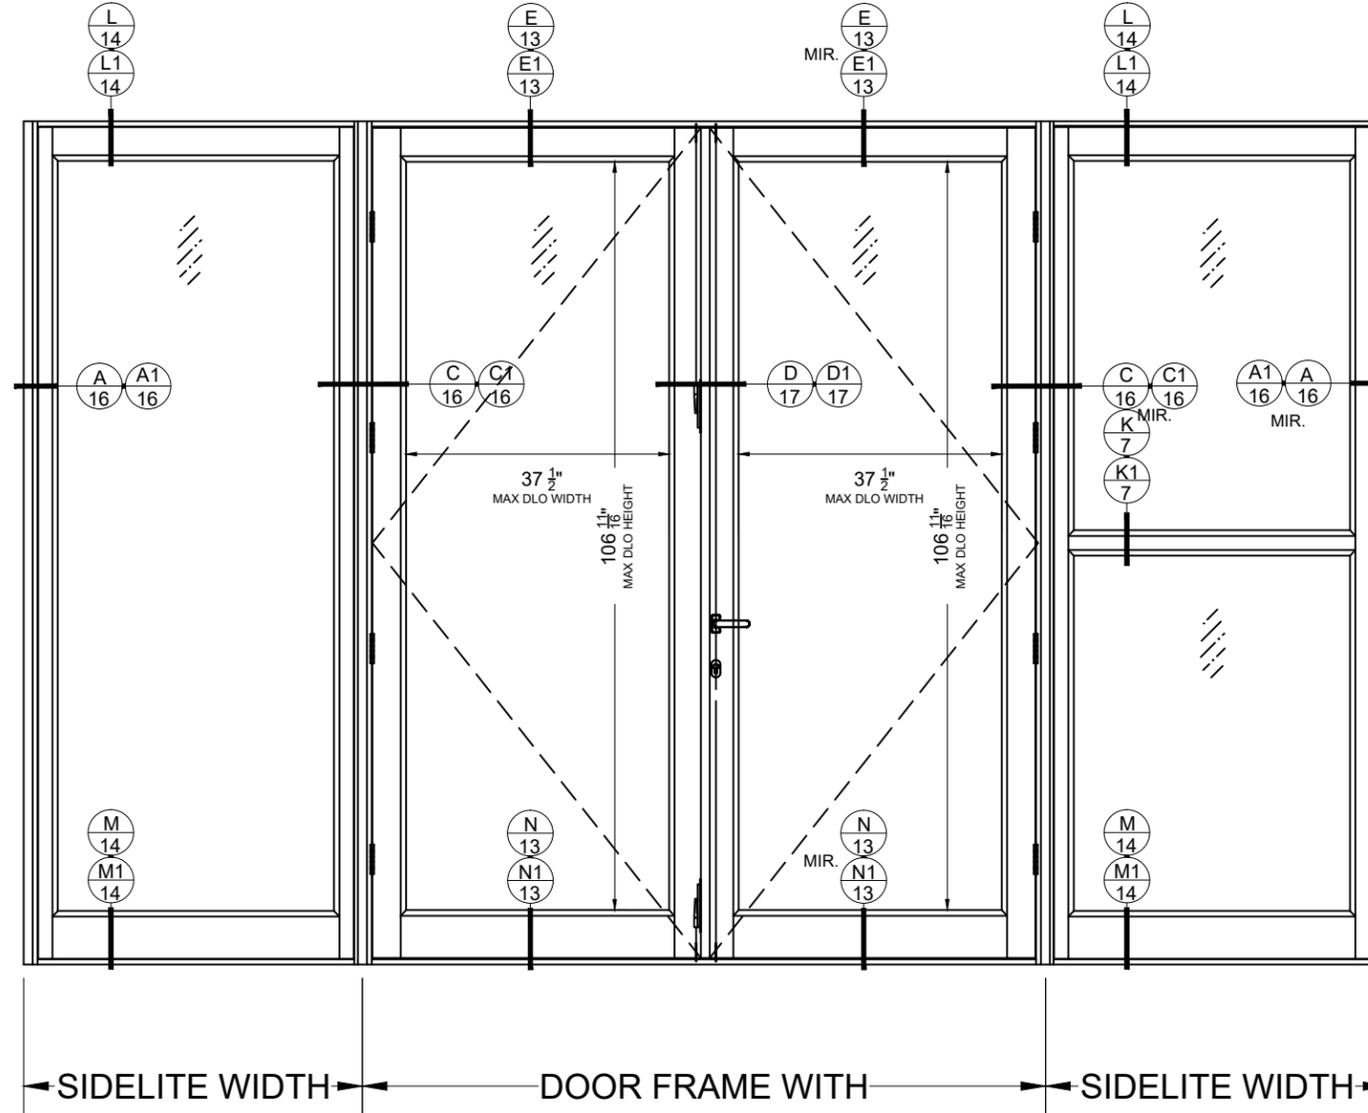 L
14
L1
14
E
13
E1
13
MIR.
E
13
E1
13
L
14
L1
14
A
16
A1
16
C
16
C1
16
D
17
D1
17
C
16
C1
16
MIR.
K
7
K1
7
A1
16
A
16
MIR.
37 1/2"
MAX DLO WIDTH
106 11/16"
MAX DLO HEIGHT
37 1/2"
MAX DLO WIDTH
106 11/16"
MAX DLO HEIGHT
M
14
M1
14
N
13
N1
13
MIR.
N
13
N1
13
M
14
M1
14
SIDELITE WIDTH
DOOR FRAME WITH
SIDELITE WIDTH